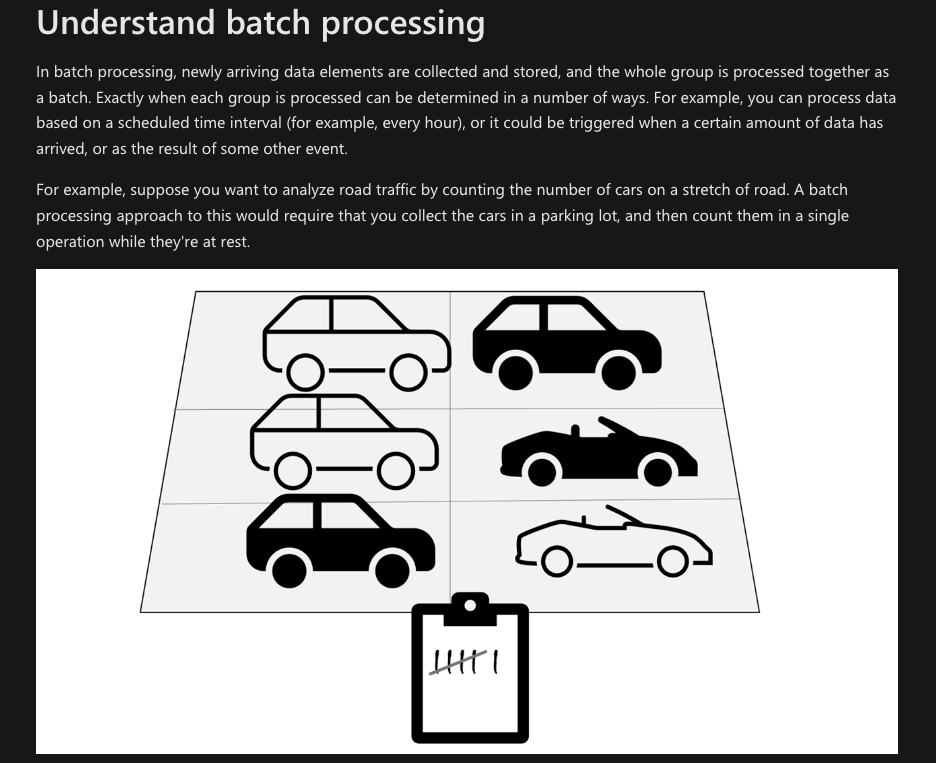 Understand batch processing
In batch processing, newly arriving data elements are collected and stored, and the whole group is processed together as
a batch. Exactly when each group is processed can be determined in a number of ways. For example, you can process data
based on a scheduled time interval (for example, every hour), or it could be triggered when a certain amount of data has
arrived, or as the result of some other event.
For example, suppose you want to analyze road traffic by counting the number of cars on a stretch of road. A batch
processing approach to this would require that you collect the cars in a parking lot, and then count them in a single
operation while they're at rest.